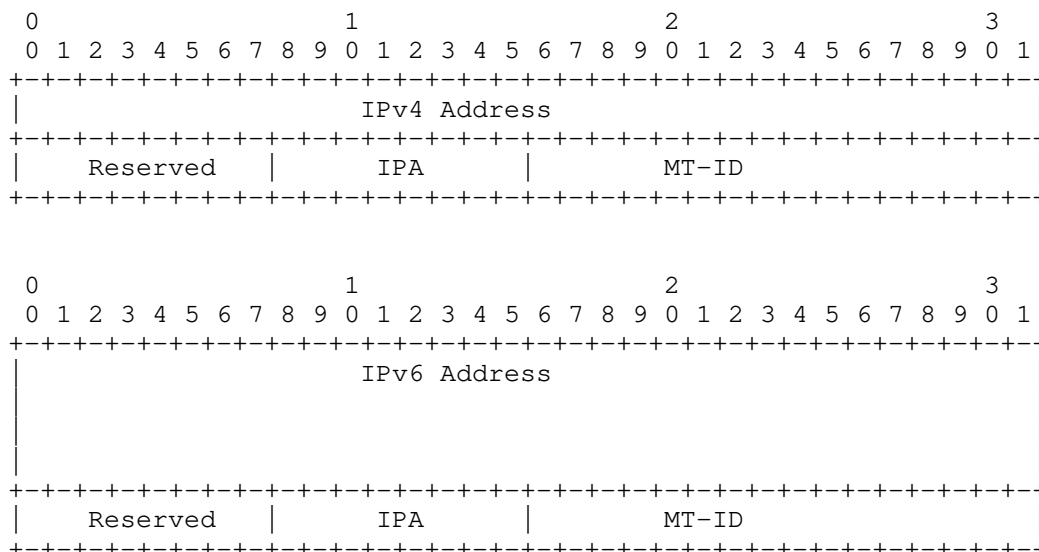 0                   1                   2                   3
 0 1 2 3 4 5 6 7 8 9 0 1 2 3 4 5 6 7 8 9 0 1 2 3 4 5 6 7 8 9 0 1
+-+-+-+-+-+-+-+-+-+-+-+-+-+-+-+-+-+-+-+-+-+-+-+-+-+-+-+-+-+-+-+--
|                     IPv4 Address
+-+-+-+-+-+-+-+-+-+-+-+-+-+-+-+-+-+-+-+-+-+-+-+-+-+-+-+-+-+-+-+--
|    Reserved   |      IPA      |        MT-ID
+-+-+-+-+-+-+-+-+-+-+-+-+-+-+-+-+-+-+-+-+-+-+-+-+-+-+-+-+-+-+-+--
 0                   1                   2                   3
 0 1 2 3 4 5 6 7 8 9 0 1 2 3 4 5 6 7 8 9 0 1 2 3 4 5 6 7 8 9 0 1
+-+-+-+-+-+-+-+-+-+-+-+-+-+-+-+-+-+-+-+-+-+-+-+-+-+-+-+-+-+-+-+--
|                     IPv6 Address
|
|
|
+-+-+-+-+-+-+-+-+-+-+-+-+-+-+-+-+-+-+-+-+-+-+-+-+-+-+-+-+-+-+-+--
|    Reserved   |      IPA      |        MT-ID
+-+-+-+-+-+-+-+-+-+-+-+-+-+-+-+-+-+-+-+-+-+-+-+-+-+-+-+-+-+-+-+--